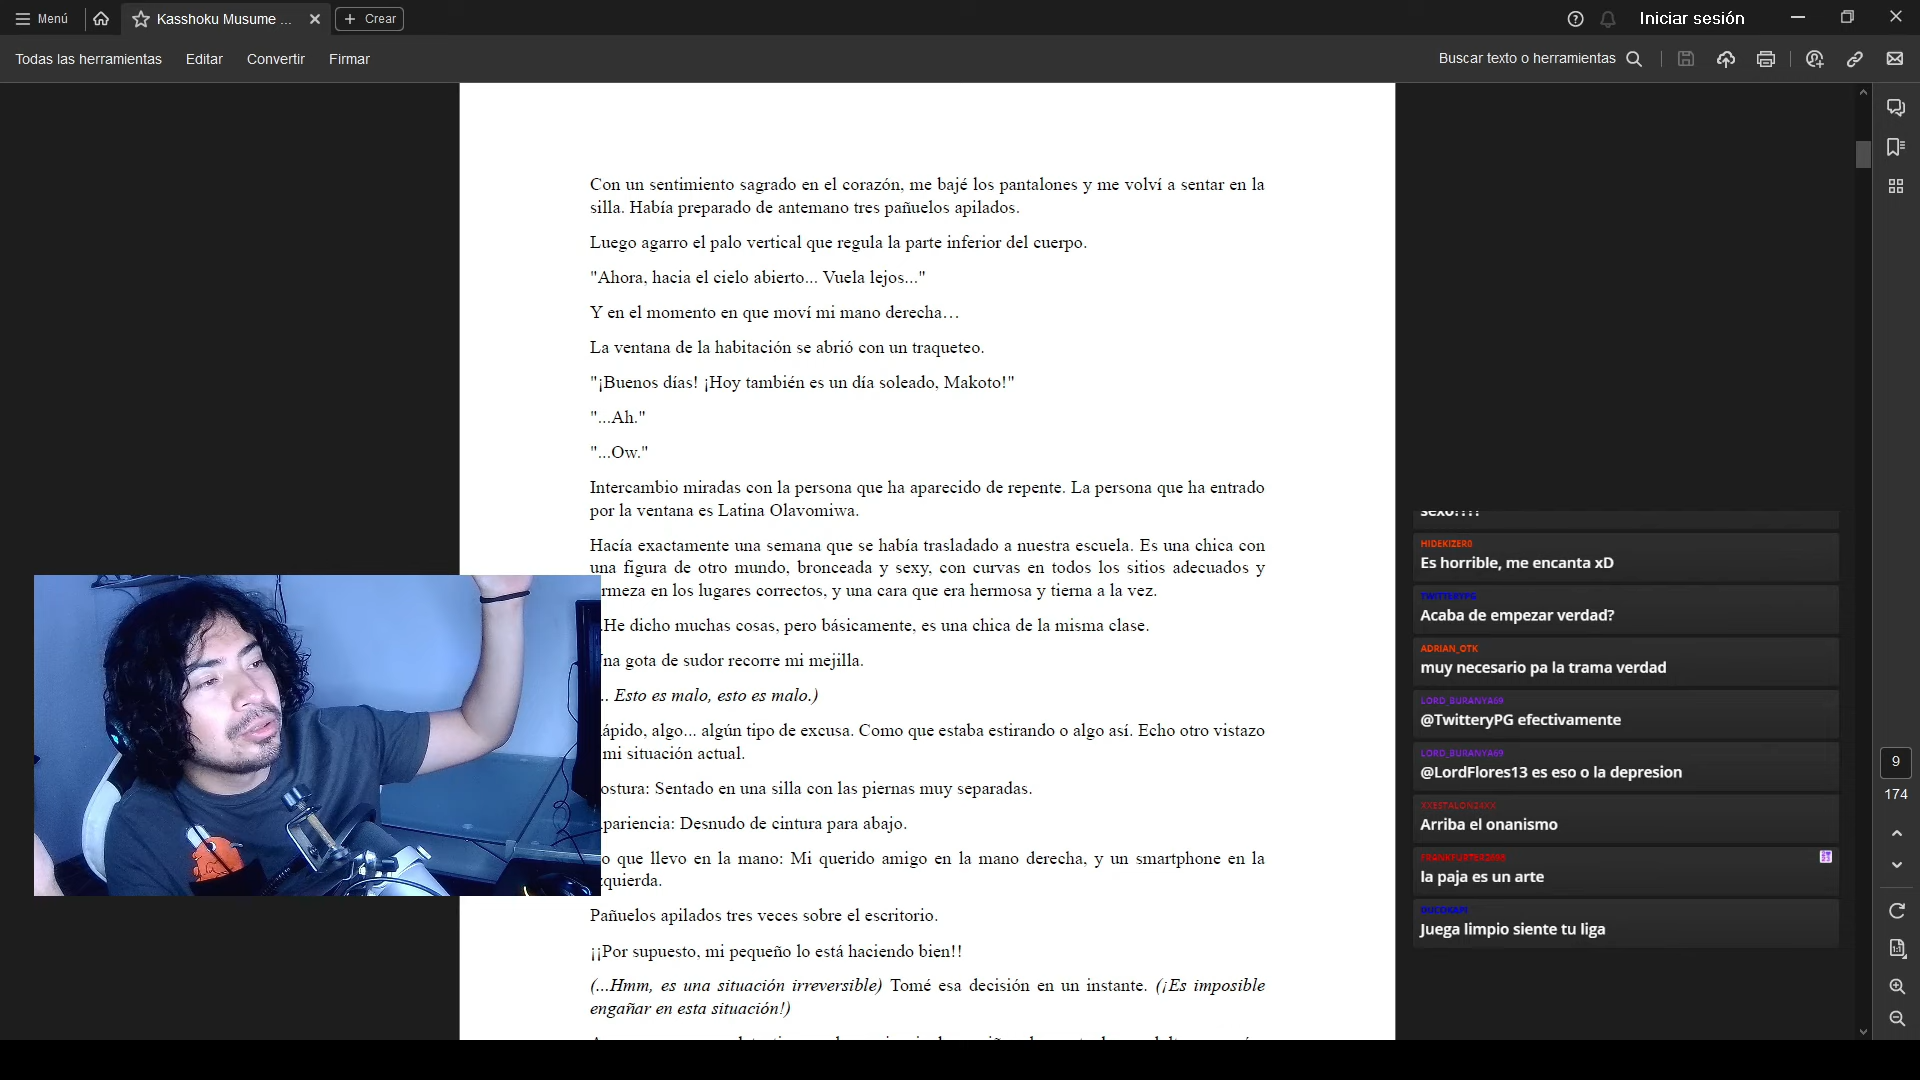 Menú
Kasshoku Musume ...
Crear
Iniciar sesión
Todas las herramientas
Editar
Convertir
Firmar
Buscar texto o herramientas
Con un sentimiento sagrado en el corazón, me bajé los pantalones y me volví a sentar en la
silla. Había preparado de antemano tres pañuelos apilados.
Luego agarro el palo vertical que regula la parte inferior del cuerpo.
"Ahora, hacia el cielo abierto... Vuela lejos..."
Y en el momento en que moví mi mano derecha…
La ventana de la habitación se abrió con un traqueteo.
"¡Buenos días! ¡Hoy también es un día soleado, Makoto!"
"...Ah."
"...Ow."
Intercambio miradas con la persona que ha aparecido de repente. La persona que ha entrado
por la ventana es Latina Olavomiwa.
Hacía exactamente una semana que se había trasladado a nuestra escuela. Es una chica con
una figura de otro mundo, bronceada y sexy, con curvas en todos los sitios adecuados y
rmeza en los lugares correctos, y una cara que era hermosa y tierna a la vez.
.He dicho muchas cosas, pero básicamente, es una chica de la misma clase.
na gota de sudor recorre mi mejilla.
.. Esto es malo, esto es malo.)
ápido, algo... algún tipo de excusa. Como que estaba estirando o algo así. Echo otro vistazo
mi situación actual.
ostura: Sentado en una silla con las piernas muy separadas.
pariencia: Desnudo de cintura para abajo.
o que llevo en la mano: Mi querido amigo en la mano derecha, y un smartphone en la
quierda.
Pañuelos apilados tres veces sobre el escritorio.
¡¡Por supuesto, mi pequeño lo está haciendo bien!!
(...Hmm, es una situación irreversible) Tomé esa decisión en un instante. (¡Es imposible
engañar en esta situación!)
HIDEKIZER0
Es horrible, me encanta xD
TWITTERYPG
Acaba de empezar verdad?
ADRIAN_OTK
muy necesario pa la trama verdad
LORD_BURANYA69
@TwitteryPG efectivamente
LORD_BURANYA69
@LordFlores13 es eso o la depresion
Arriba el onanismo
la paja es un arte
Juega limpio siente tu liga
9
174